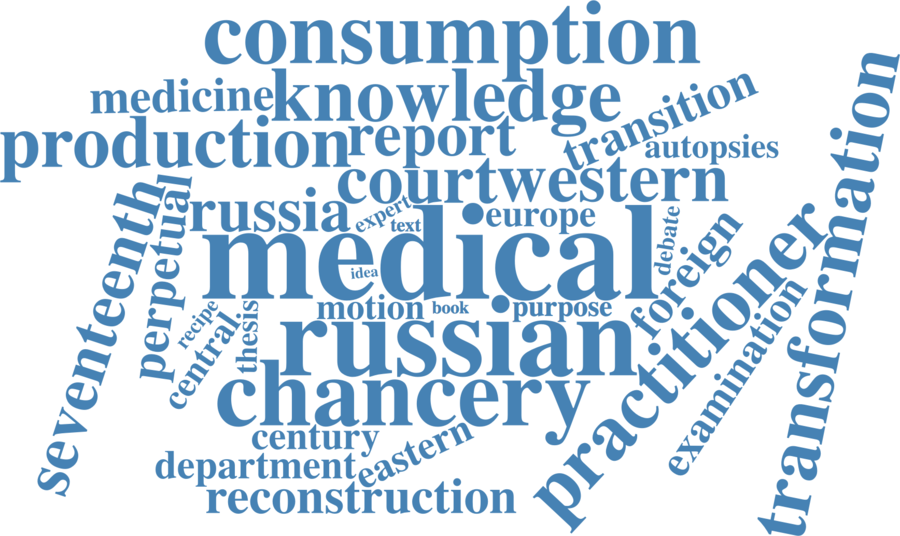 consumption
medicine
knowledge
transition
production
report
autopsies
transformation
court
western
seventeenth
perpetual
russia
expert
text
europe
debate
foreign
practitioner
medical
idea
recipe
central
thesis
motion
book
purpose
examination
russian
chancery
century
eastern
department
reconstruction